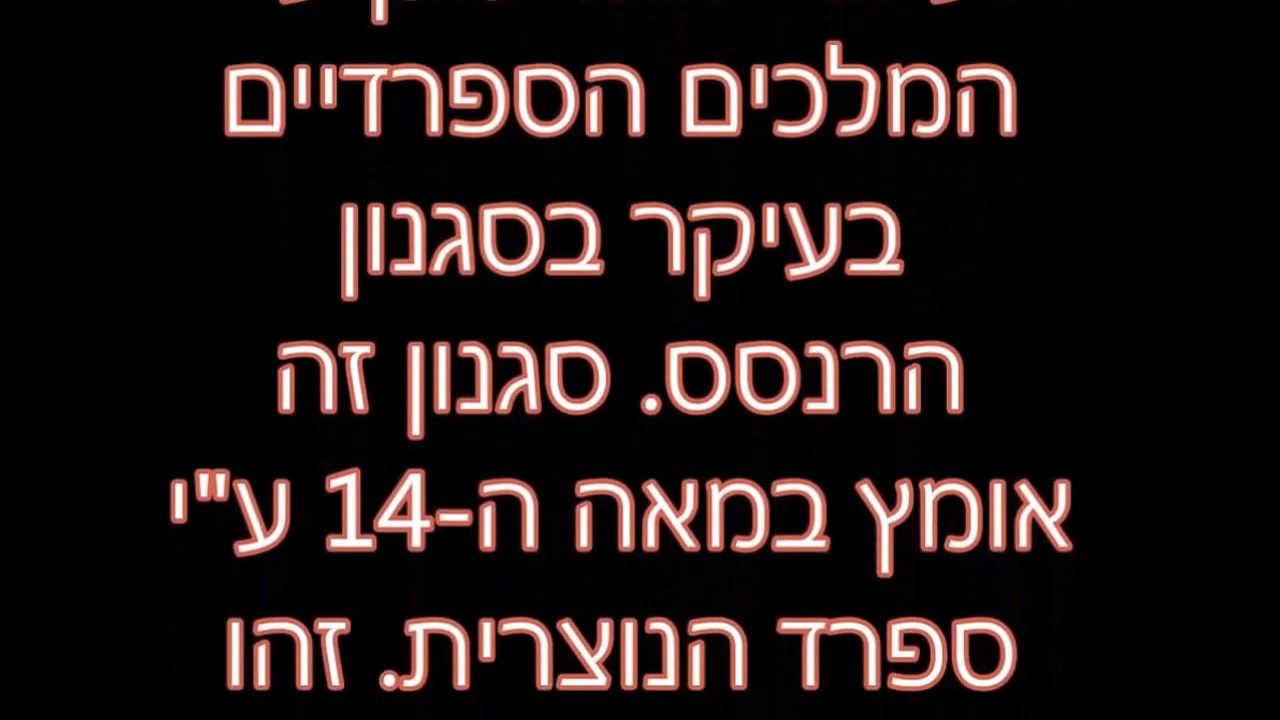 המלכים הספרדיים
בעיקר בסגנון
הרנסס. סגנון זה
אומץ במאה ה-14 ע"י
ספרד הנוצרית. זהו